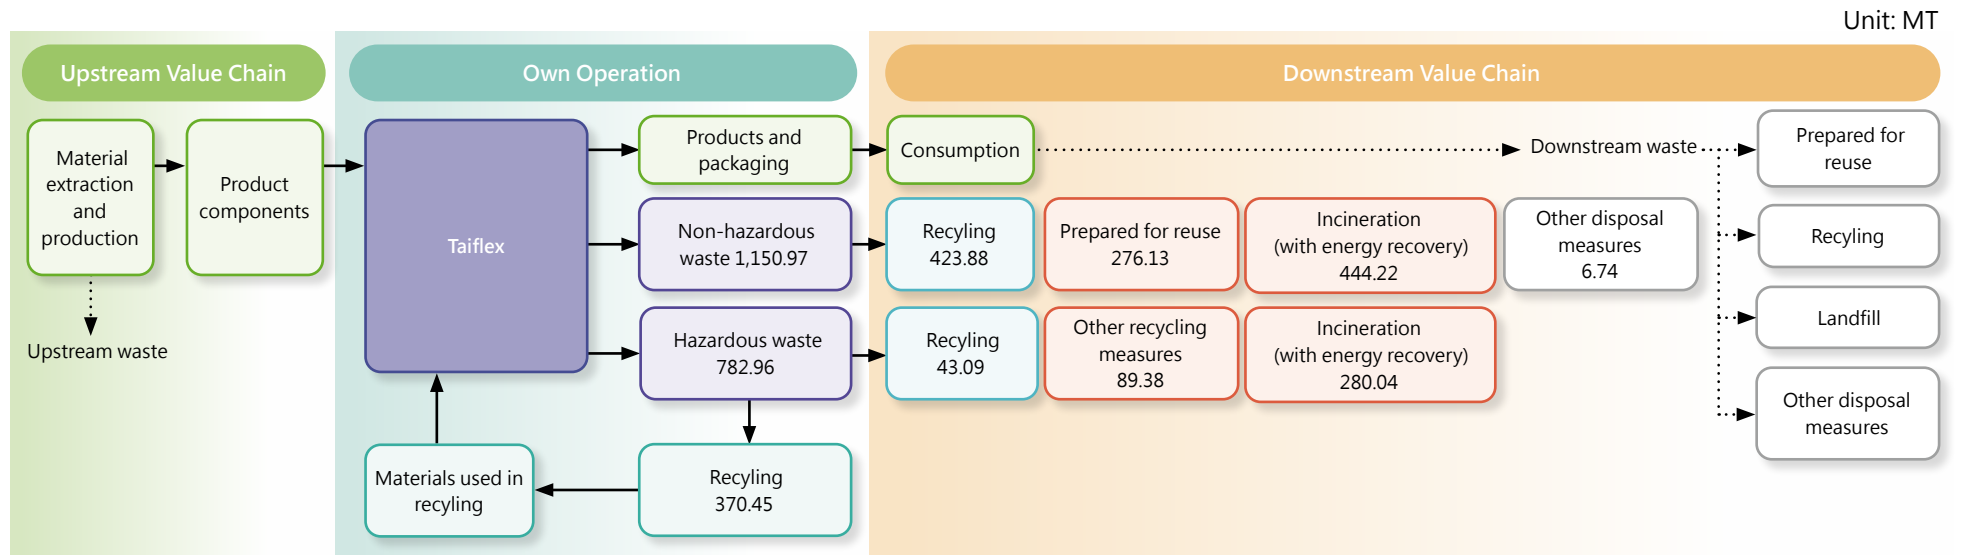 Unit: MT
Upstream Value Chain
Own Operation
Downstream Value Chain
Material
extraction
and
production
Product
components
Upstream waste
Taiflex
Products and
packaging
Non-hazardous
waste 1,150.97
Hazardous waste
782.96
Materials used in
recyling
Recyling
370.45
Consumption
Downstream waste
Recyling
423.88
Prepared for reuse
276.13
Incineration
(with energy recovery)
444.22
Other disposal
measures
6.74
Recyling
43.09
Other recycling
measures
89.38
Incineration
(with energy recovery)
280.04
Prepared for
reuse
Recyling
Landfill
Other disposal
measures